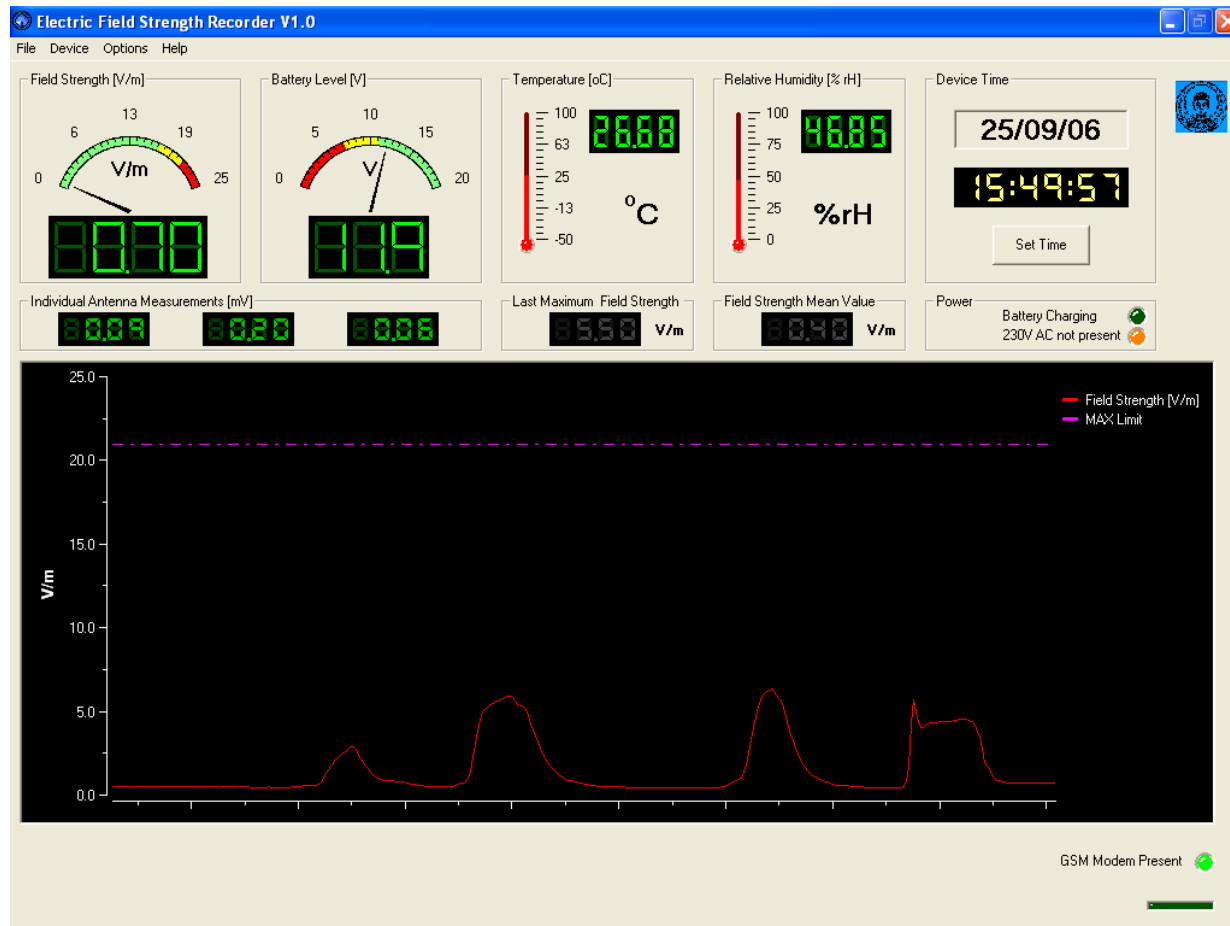 Electric Field Strength Recorder V1.0
File Device Options Help
Field Strength [V/m]
0 6 13 19 25
V/m
0.70
Battery Level [V]
0 5 10 15 20
V
11.9
Temperature [oC]
100
63
25
-13
-50
26.68
oC
Relative Humidity [% rH]
100
75
50
25
0
46.85
%rH
Device Time
25/09/06
15:49:57
Set Time
Individual Antenna Measurements [mV]
0.09 0.20 0.06
Last Maximum Field Strength
5.50 V/m
Field Strength Mean Value
0.40 V/m
Power
Battery Charging
230V AC not present
25.0
20.0
15.0
10.0
5.0
0.0
V/m
Field Strength [V/m]
MAX Limit
GSM Modem Present